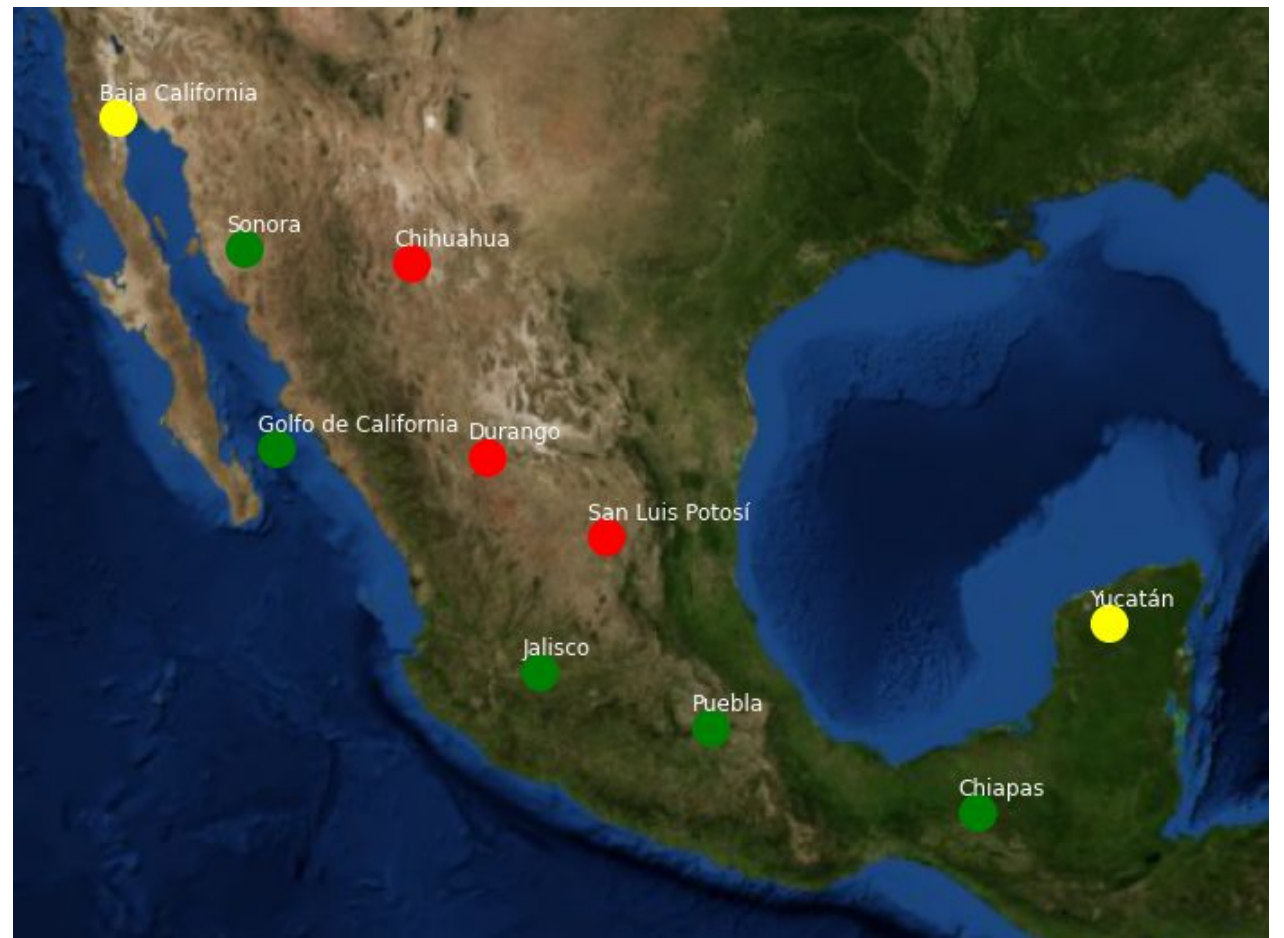 Baja California
Sonora
Chihuahua
Golfo de California
Durango
San Luis Potosí
Yucatán
Jalisco
Puebla
Chiapas